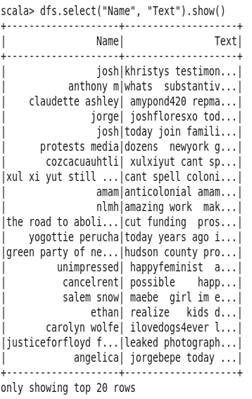 scala> dfs.select("Name", "Text").show()
+--------------------+--------------------+
|                Name|                Text|
+--------------------+--------------------+
|                josh|khristys testimon...|
|           anthony m|whats  substantiv...|
|    claudette ashley| amypond420 repma...|
|               jorge| joshfloresxo tod...|
|                josh|today join famili...|
|      protests media|dozens  newyork g...|
|       cozcacuauhtli| xulxiyut cant sp...|
|xul xi yut still ...|cant spell coloni...|
|                amam|anticolonial amam...|
|                nlmh|amazing work  mak...|
|the road to aboli...|cut funding  pros...|
|    yogottie perucha|today years ago i...|
|green party of ne...|hudson county pro...|
|         unimpressed| happyfeminist  a...|
|          cancelrent|possible    happ...|
|          salem snow| maebe  girl im e...|
|               ethan| realize   kids d...|
|       carolyn wolfe| ilovedogs4ever l...|
|justiceforfloyd f...|leaked photograph...|
|            angelica| jorgebepe today ...|
+--------------------+--------------------+
only showing top 20 rows